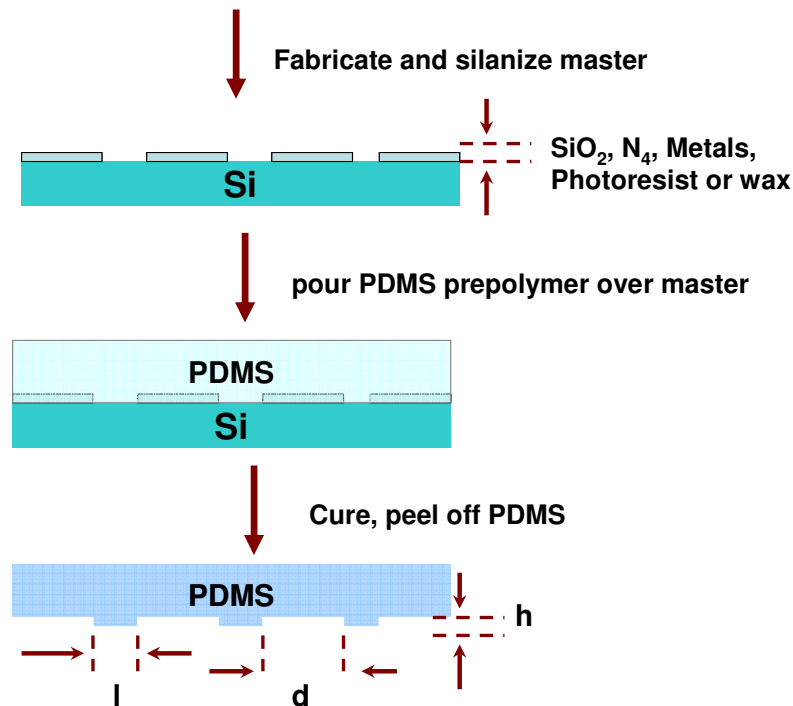 Fabricate and silanize master
SiO₂, N₄, Metals,
Photoresist or wax
Si
pour PDMS prepolymer over master
PDMS
Si
Cure, peel off PDMS
PDMS
h
l
d